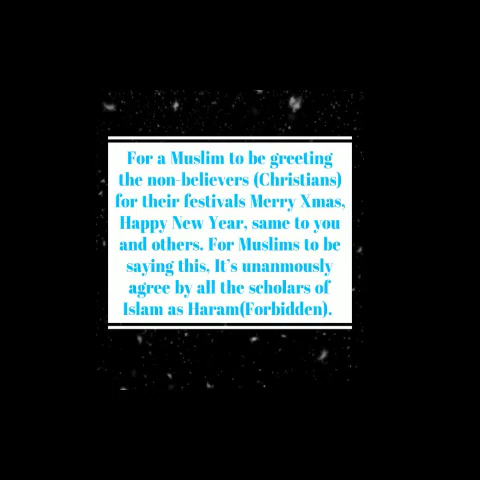 For a Muslim to be greeting
the non-believers (Christians)
for their festivals Merry Xmas,
Happy New Year, same to you
and others. For Muslims to be
saying this, It's unanmously
agree by all the scholars of
Islam as Haram(Forbidden).